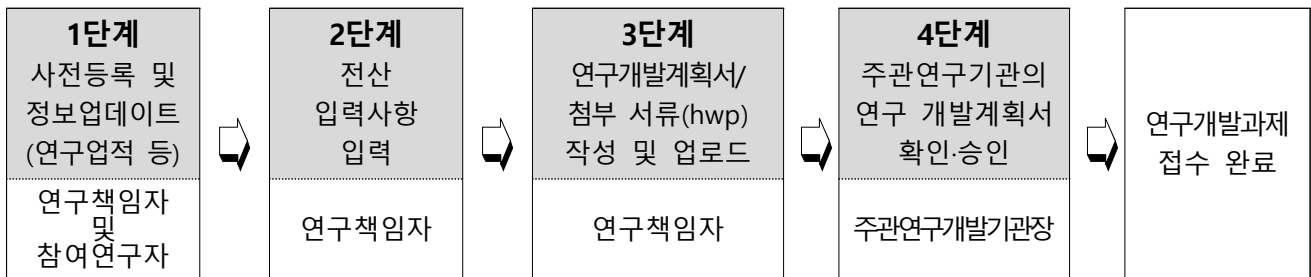 1단계
사전등록 및
정보업데이트
(연구업적 등)
연구책임자
및
참여연구자
2단계
전산
입력사항
입력
연구책임자
3단계
연구개발계획서/
첨부 서류(hwp)
작성 및 업로드
연구책임자
4단계
주관연구기관의
연구 개발계획서
확인·승인
주관연구개발기관장
연구개발과제
접수 완료